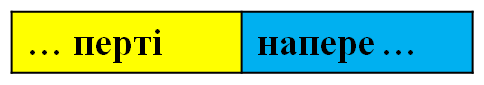 … перті напере …